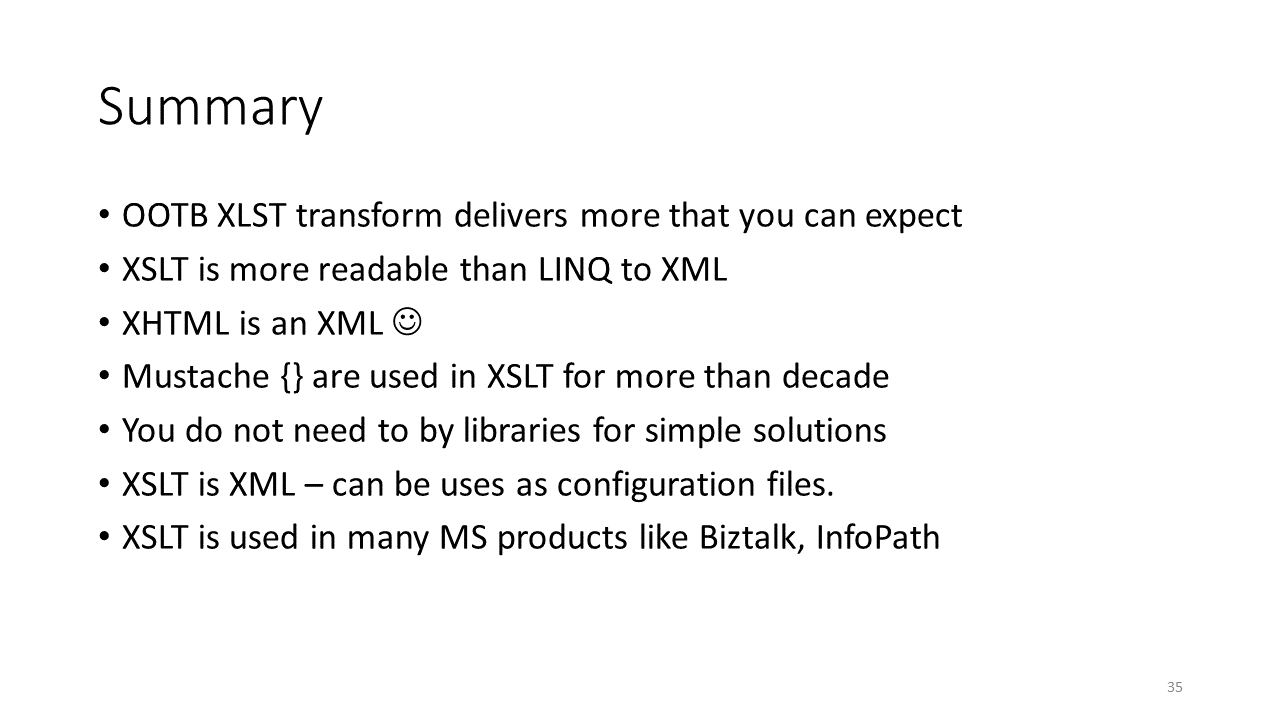 Summary
• OOTB XLST transform delivers more that you can expect
• XSLT is more readable than LINQ to XML
• XHTML is an XML ☺
• Mustache {} are used in XSLT for more than decade
• You do not need to by libraries for simple solutions
• XSLT is XML – can be uses as configuration files.
• XSLT is used in many MS products like Biztalk, InfoPath
35